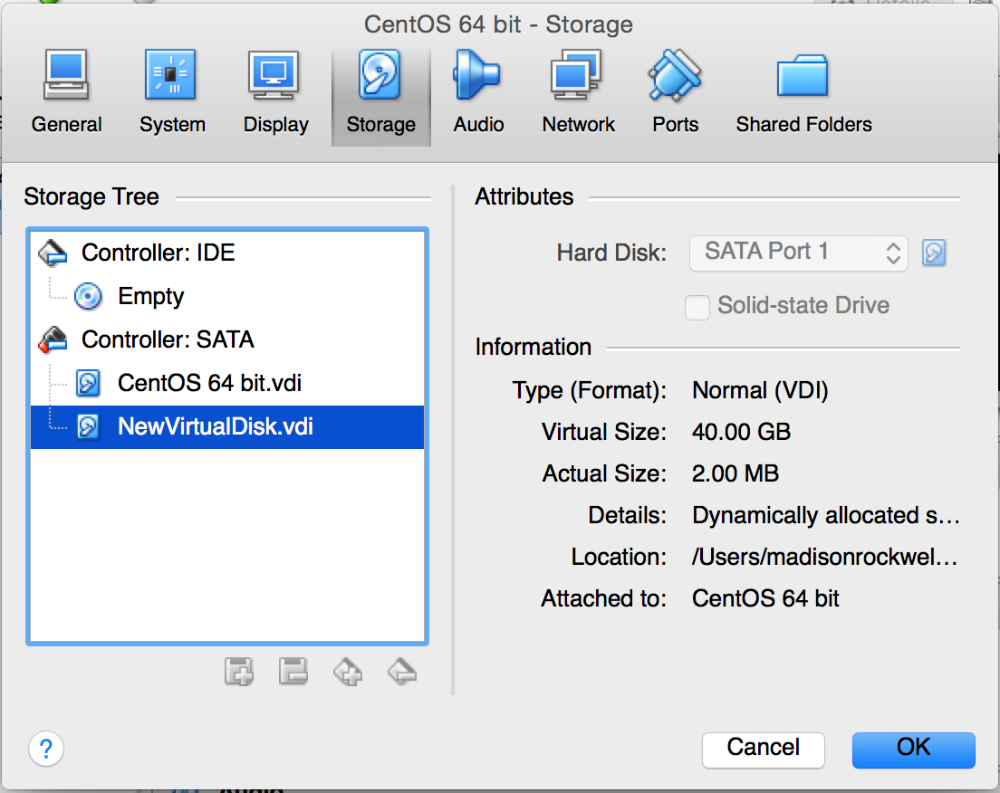 Details
CentOS 64 bit - Storage
General System Display Storage Audio Network Ports Shared Folders
Storage Tree
Controller: IDE
Empty
Controller: SATA
CentOS 64 bit.vdi
NewVirtualDisk.vdi
Attributes
Hard Disk: SATA Port 1
Solid-state Drive
Information
Type (Format): Normal (VDI)
Virtual Size: 40.00 GB
Actual Size: 2.00 MB
Details: Dynamically allocated s...
Location: /Users/madisonrockwel...
Attached to: CentOS 64 bit
?
Cancel OK
Audio